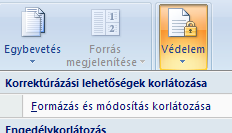 Egybevetés
Forrás
megjelenítése
Védelem
Korrektúrázási lehetőségek korlátozása
Formázás és módosítás korlátozása
Engedélykorlátozás